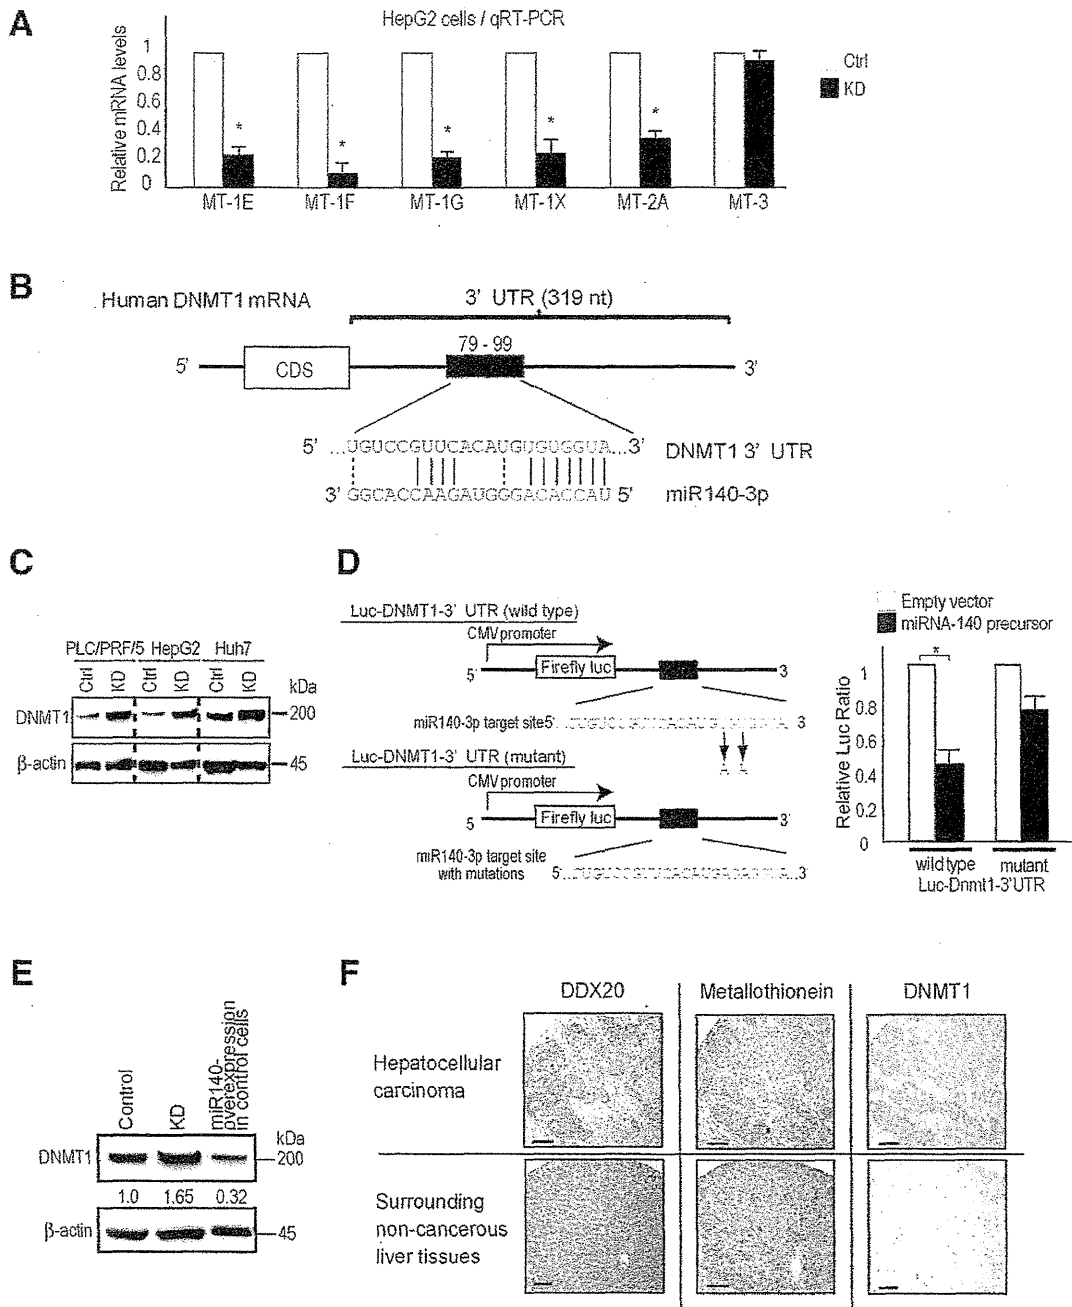 A
HepG2 cells / qRT-PCR
Relative mRNA levels
1
0.8
0.6
0.4
0.2
0
* * * * *
MT-1E MT-1F MT-1G MT-1X MT-2A MT-3
Ctrl
KD
B
Human DNMT1 mRNA
3' UTR (319 nt)
79 - 99
5' CDS 3'
5' ...UGUCCGUUCACAUGUGUGGUA...3' DNMT1 3' UTR
3' GGCACCAAGAUGGGACACCAU 5' miR140-3p
C
PLC/PRF/5 HepG2 Huh7
Ctrl KD Ctrl KD Ctrl KD
kDa
DNMT1 200
β-actin 45
D
Luc-DNMT1-3' UTR (wild type)
CMV promoter
5' Firefly luc 3'
miR140-3p target site 5' 3'
A A
Luc-DNMT1-3' UTR (mutant)
CMV promoter
5' Firefly luc 3'
miR140-3p target site
with mutations 5' 3'
Empty vector
miRNA-140 precursor
*
Relative Luc Ratio
1
0.8
0.6
0.4
0.2
0
wild type mutant
Luc-Dnmt1-3'UTR
E
Control
KD
miR140-
overexpression
in control cells
kDa
DNMT1 200
1.0 1.65 0.32
β-actin 45
F
DDX20 Metallothionein DNMT1
Hepatocellular
carcinoma
Surrounding
non-cancerous
liver tissues